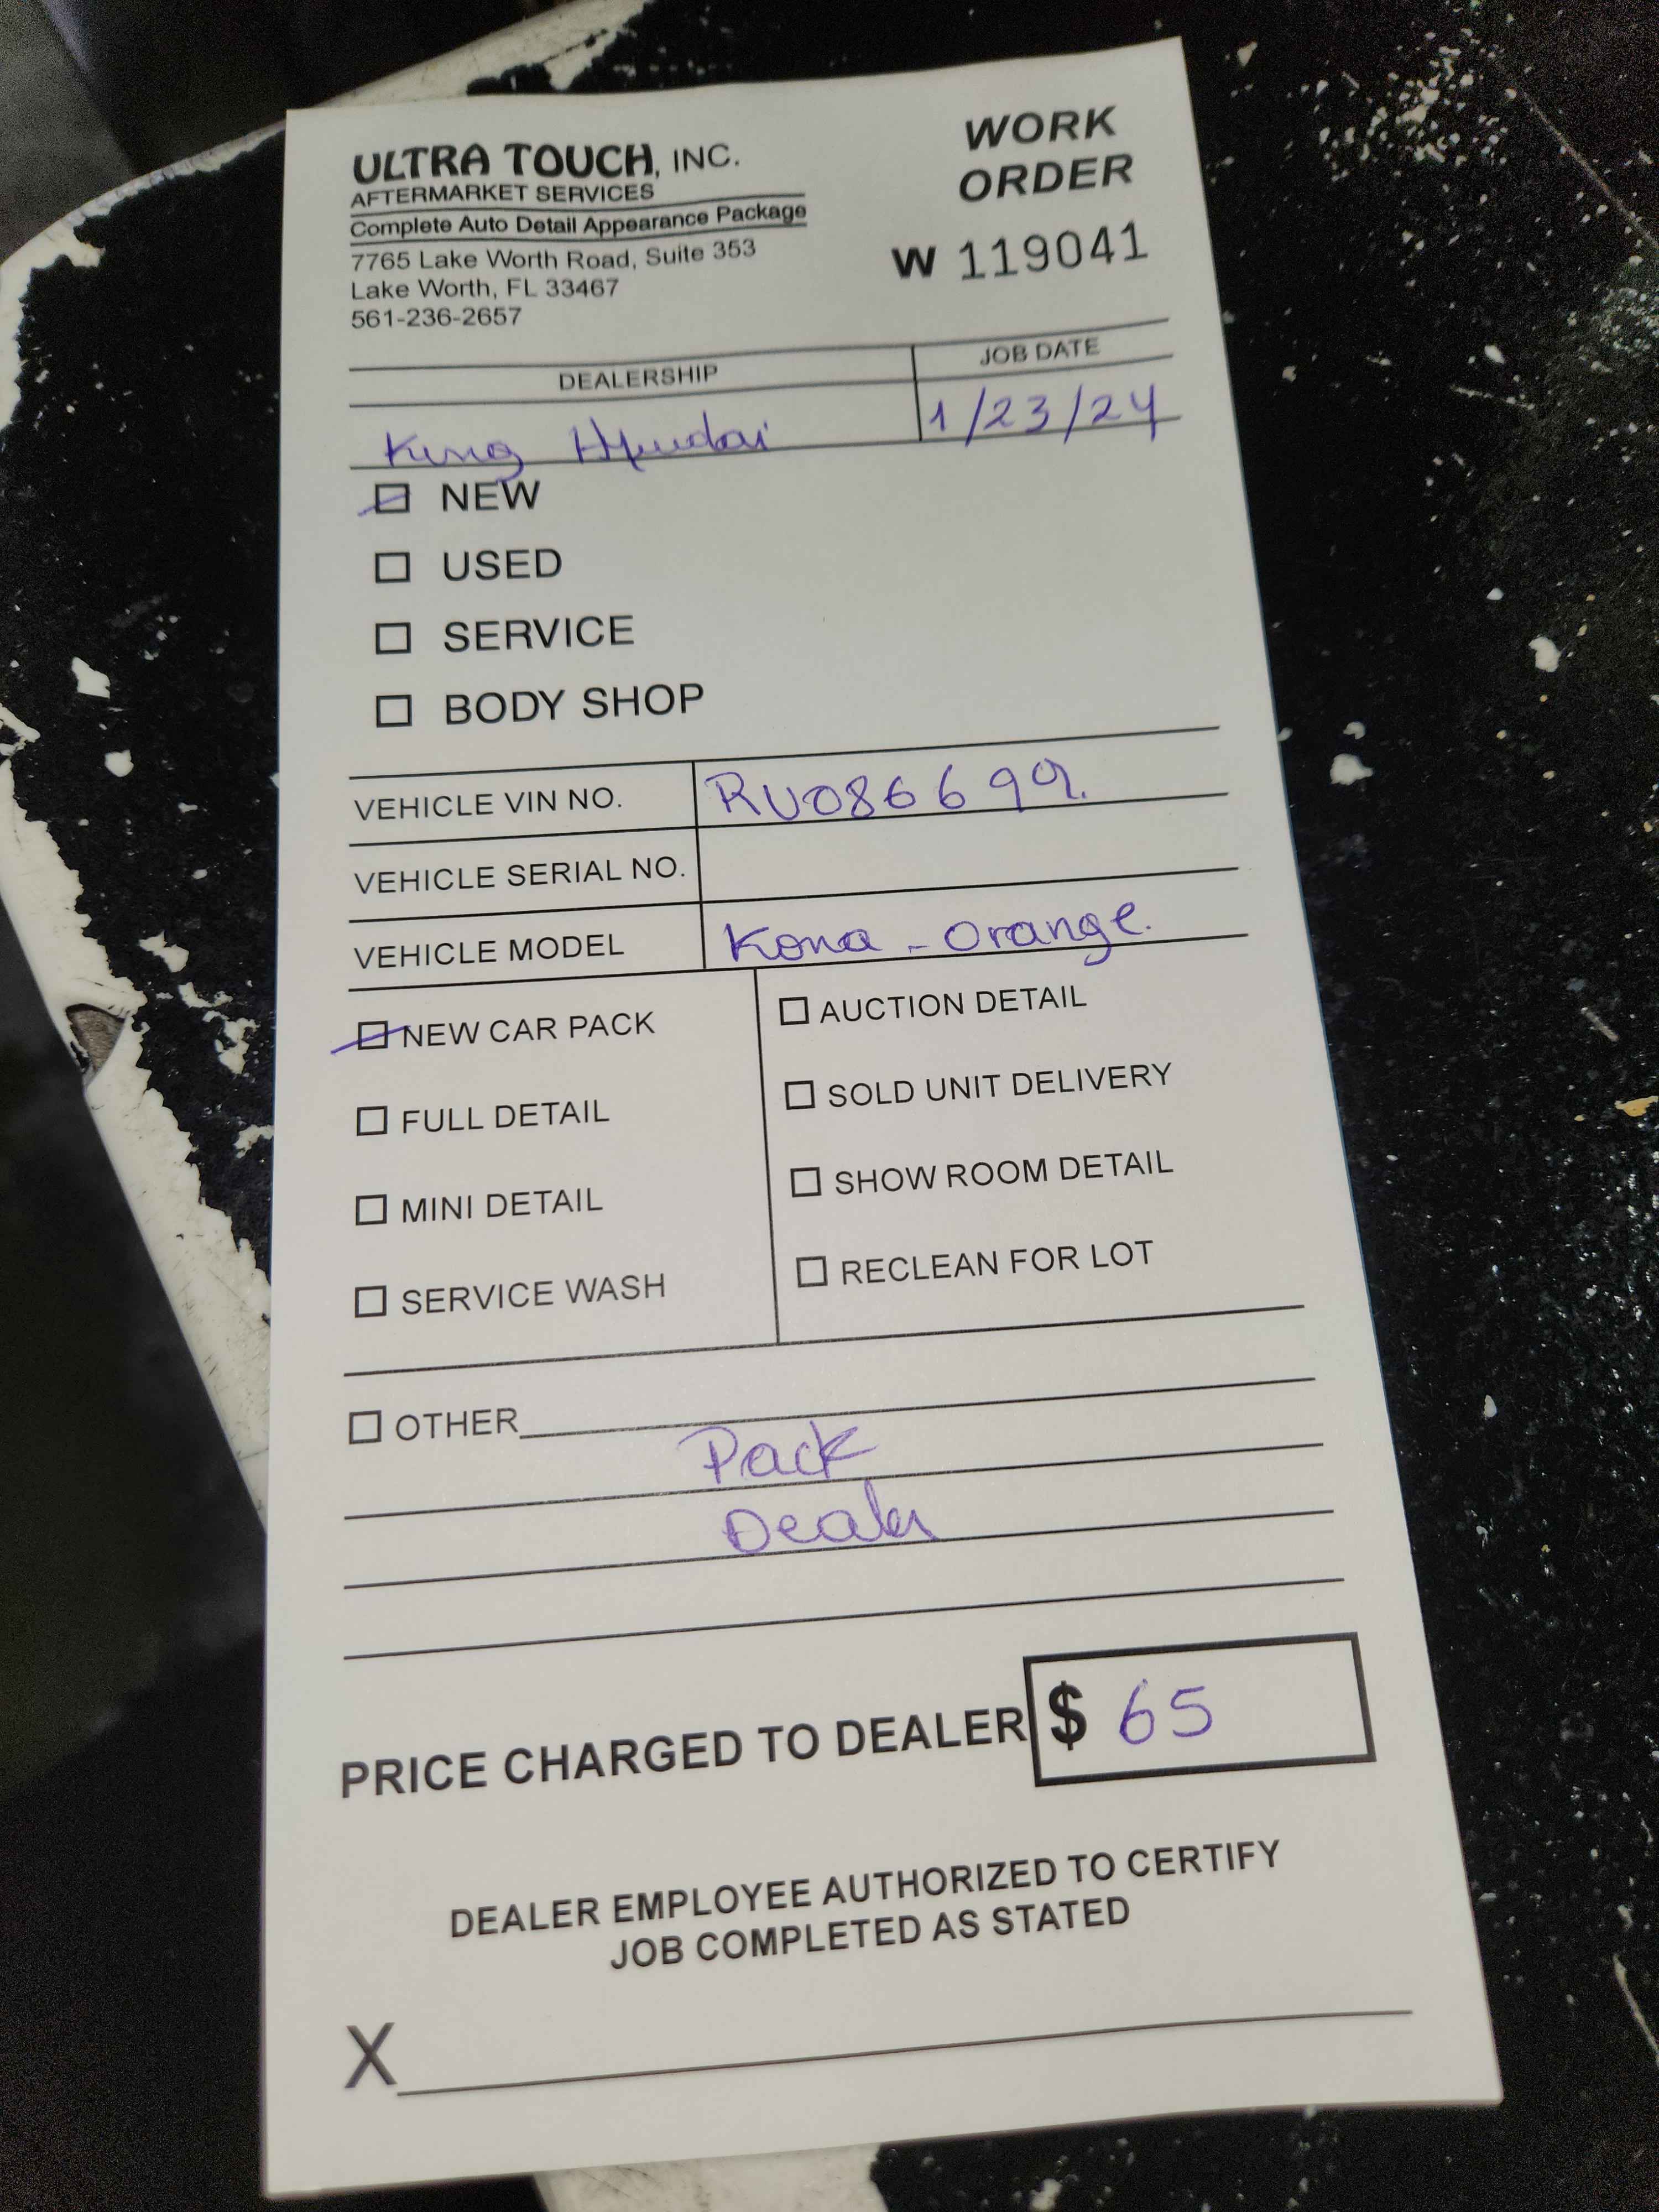 ULTRA TOUCH, INC.
AFTERMARKET SERVICES
Complete Auto Detail Appearance Package
7765 Lake Worth Road, Suite 353
Lake Worth, FL 33467
561-236-2657
WORK
ORDER
W 119041
DEALERSHIP
JOB DATE
King Hyundai
1/23/24
NEW
USED
SERVICE
BODY SHOP
VEHICLE VIN NO. RU086699.
VEHICLE SERIAL NO.
VEHICLE MODEL Kona - Orange.
NEW CAR PACK
FULL DETAIL
MINI DETAIL
SERVICE WASH
AUCTION DETAIL
SOLD UNIT DELIVERY
SHOW ROOM DETAIL
RECLEAN FOR LOT
OTHER
Pack
Dealer
PRICE CHARGED TO DEALER $ 65
DEALER EMPLOYEE AUTHORIZED TO CERTIFY
JOB COMPLETED AS STATED
X